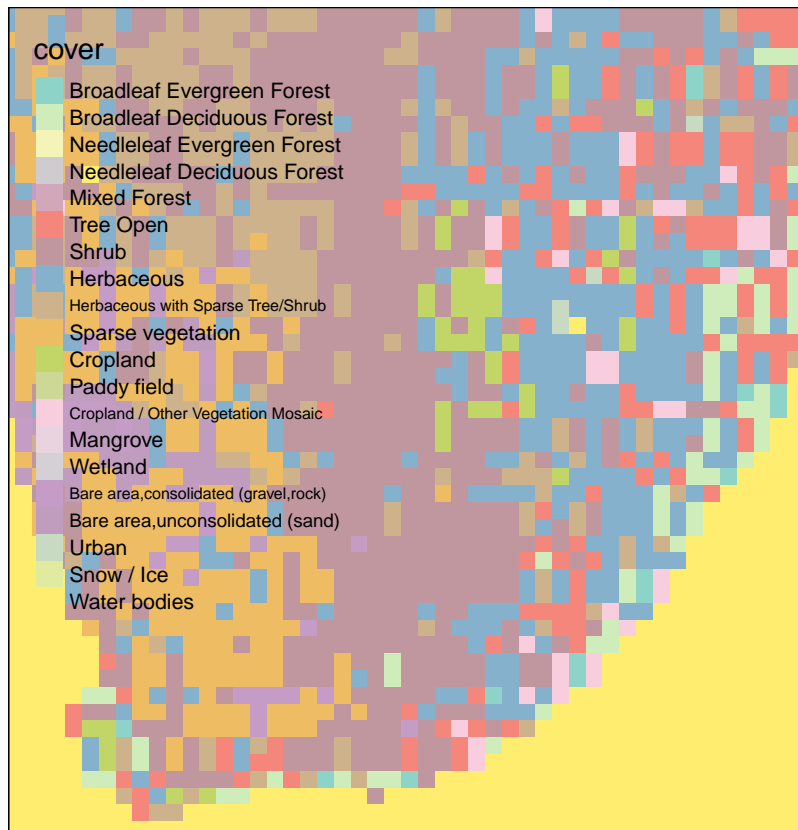 cover
Broadleaf Evergreen Forest
Broadleaf Deciduous Forest
Needleleaf Evergreen Forest
Needleleaf Deciduous Forest
Mixed Forest
Tree Open
Shrub
Herbaceous
Herbaceous with Sparse Tree/Shrub
Sparse vegetation
Cropland
Paddy field
Cropland / Other Vegetation Mosaic
Mangrove
Wetland
Bare area,consolidated (gravel,rock)
Bare area,unconsolidated (sand)
Urban
Snow / Ice
Water bodies